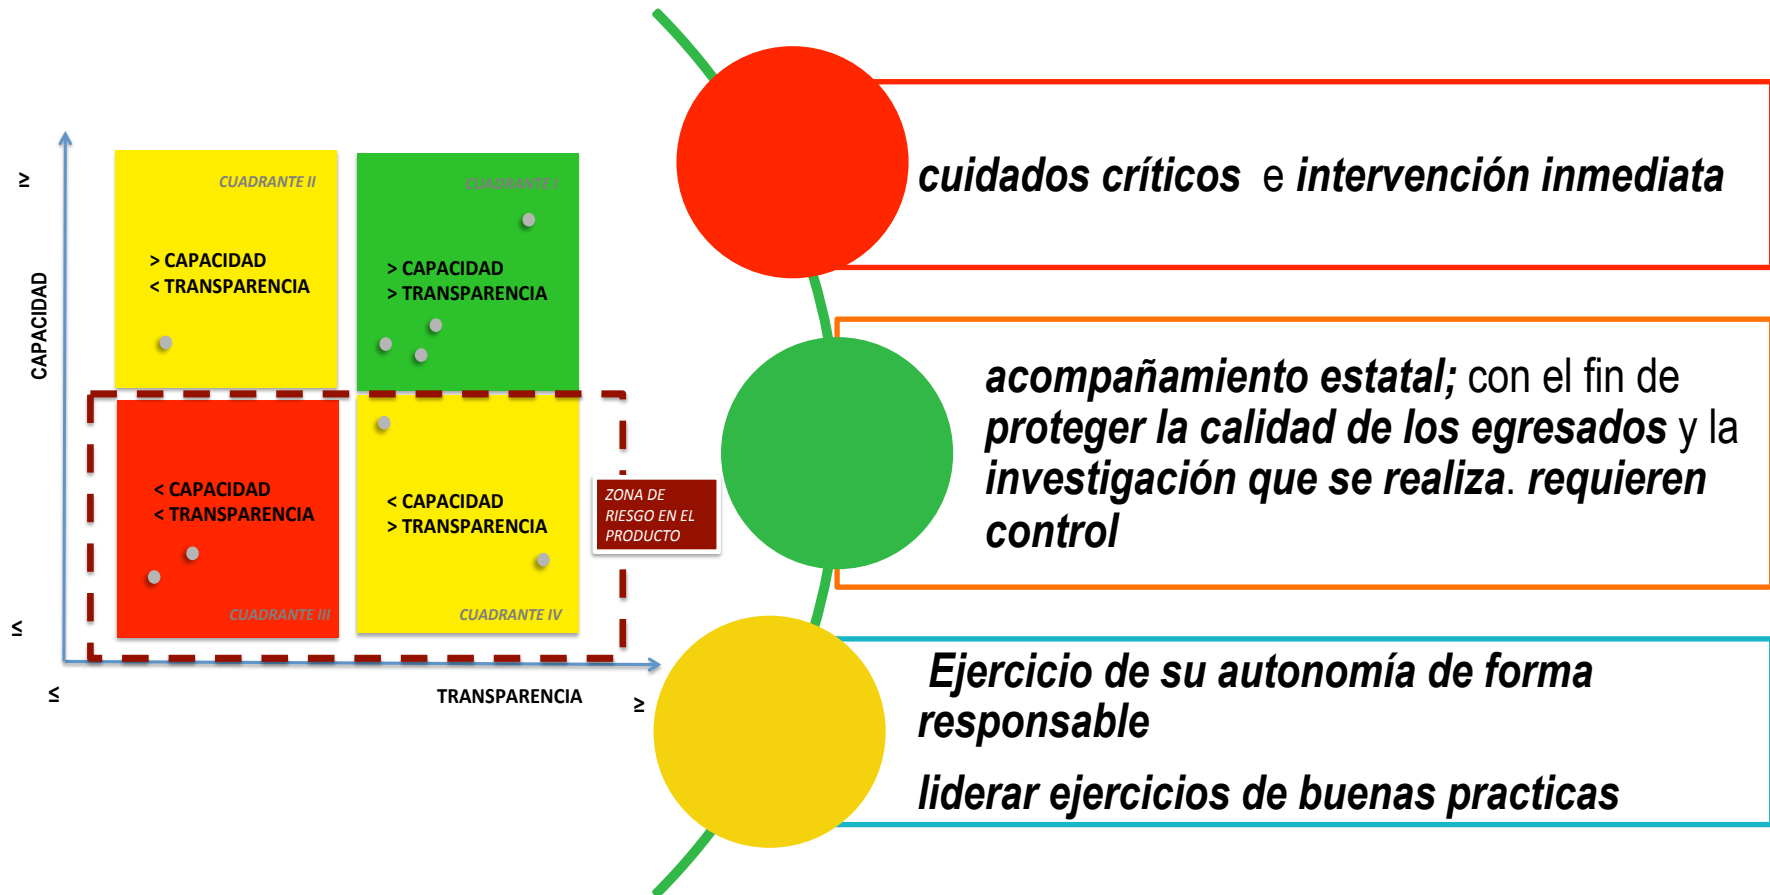 ≥
CAPACIDAD
≤
CUADRANTE II
> CAPACIDAD
< TRANSPARENCIA
CUADRANTE I
> CAPACIDAD
> TRANSPARENCIA
< CAPACIDAD
< TRANSPARENCIA
CUADRANTE III
< CAPACIDAD
> TRANSPARENCIA
CUADRANTE IV
ZONA DE
RIESGO EN EL
PRODUCTO
≤
TRANSPARENCIA
≥
cuidados críticos e intervención inmediata
acompañamiento estatal; con el fin de
proteger la calidad de los egresados y la
investigación que se realiza. requieren
control
Ejercicio de su autonomía de forma
responsable
liderar ejercicios de buenas practicas